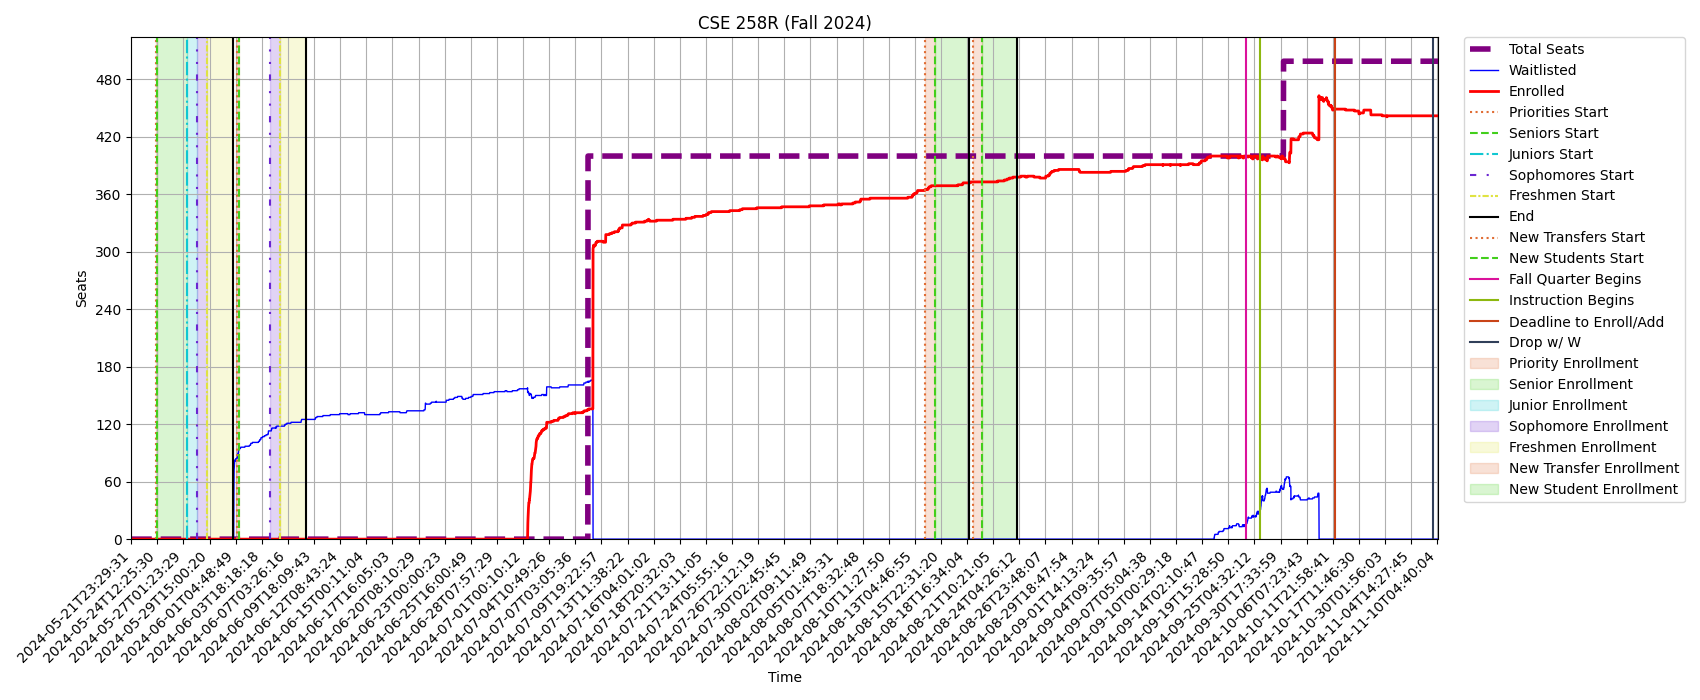 CSE 258R (Fall 2024)
Seats
480
420
360
300
240
180
120
60
0
2024-05-21T23:29:31
2024-05-24T12:25:30
2024-05-27T01:23:29
2024-05-29T15:00:20
2024-06-01T04:48:49
2024-06-03T18:18:18
2024-06-07T03:26:16
2024-06-09T18:09:43
2024-06-12T08:43:24
2024-06-15T00:11:04
2024-06-17T16:05:03
2024-06-20T08:10:29
2024-06-23T00:00:23
2024-06-25T16:00:49
2024-06-28T07:57:29
2024-07-01T00:10:12
2024-07-04T10:49:26
2024-07-07T03:05:36
2024-07-09T19:22:57
2024-07-13T11:38:22
2024-07-16T04:01:02
2024-07-18T20:32:03
2024-07-21T13:11:05
2024-07-24T05:55:16
2024-07-26T22:12:19
2024-07-30T02:45:45
2024-08-02T09:11:49
2024-08-05T01:45:31
2024-08-07T18:32:48
2024-08-10T11:27:50
2024-08-13T04:46:55
2024-08-15T22:31:20
2024-08-18T16:34:04
2024-08-21T10:21:05
2024-08-24T04:26:12
2024-08-26T23:48:07
2024-08-29T18:47:54
2024-09-01T14:13:24
2024-09-04T09:35:57
2024-09-07T05:04:38
2024-09-10T00:29:18
2024-09-14T02:10:47
2024-09-19T15:28:50
2024-09-25T04:32:12
2024-09-30T17:33:59
2024-10-06T07:23:43
2024-10-11T21:58:41
2024-10-17T11:46:30
2024-10-30T01:56:03
2024-11-04T14:27:45
2024-11-10T04:40:04
Time
Total Seats
Waitlisted
Enrolled
Priorities Start
Seniors Start
Juniors Start
Sophomores Start
Freshmen Start
End
New Transfers Start
New Students Start
Fall Quarter Begins
Instruction Begins
Deadline to Enroll/Add
Drop w/ W
Priority Enrollment
Senior Enrollment
Junior Enrollment
Sophomore Enrollment
Freshmen Enrollment
New Transfer Enrollment
New Student Enrollment